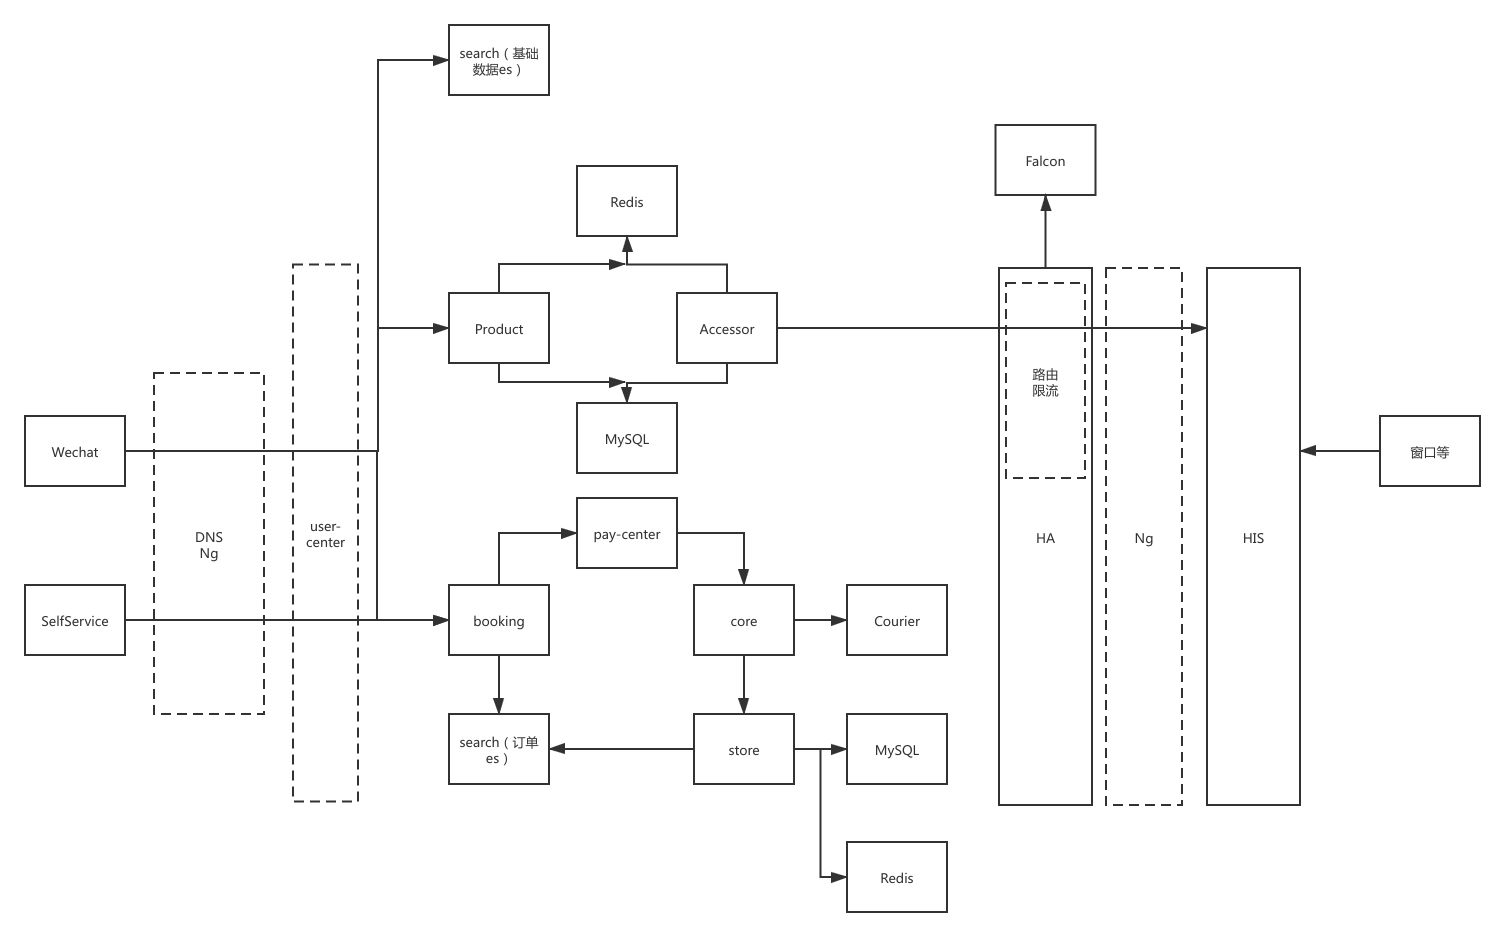 search（基础
数据es）
Falcon
Redis
Product
Accessor
路由
限流
MySQL
Wechat
窗口等
DNS
Ng
user-
center
pay-center
HA
Ng
HIS
SelfService
booking
core
Courier
search（订单
es）
store
MySQL
Redis